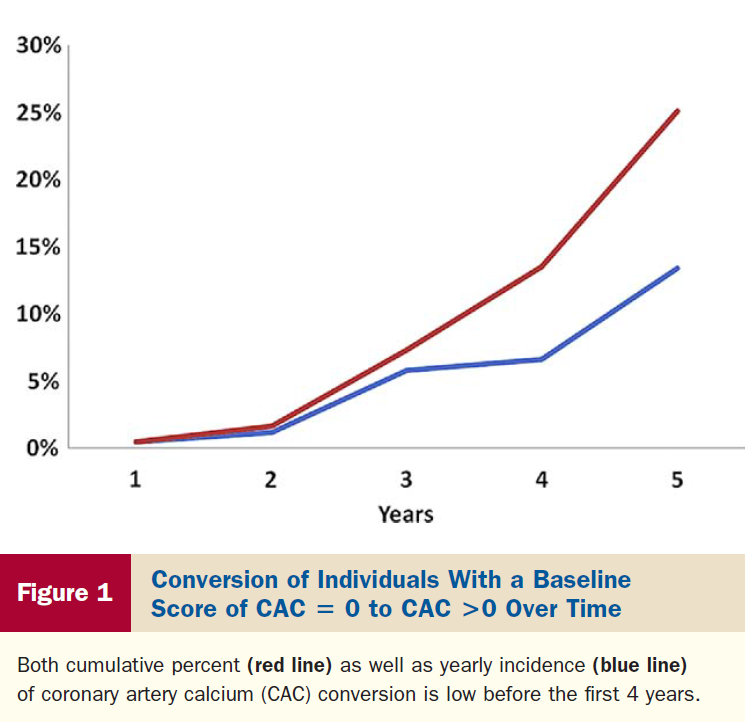 30%
25%
20%
15%
10%
5%
0%
1 2 3 4 5
Years
Figure 1
Conversion of Individuals With a Baseline
Score of CAC = 0 to CAC >0 Over Time
Both cumulative percent (red line) as well as yearly incidence (blue line)
of coronary artery calcium (CAC) conversion is low before the first 4 years.